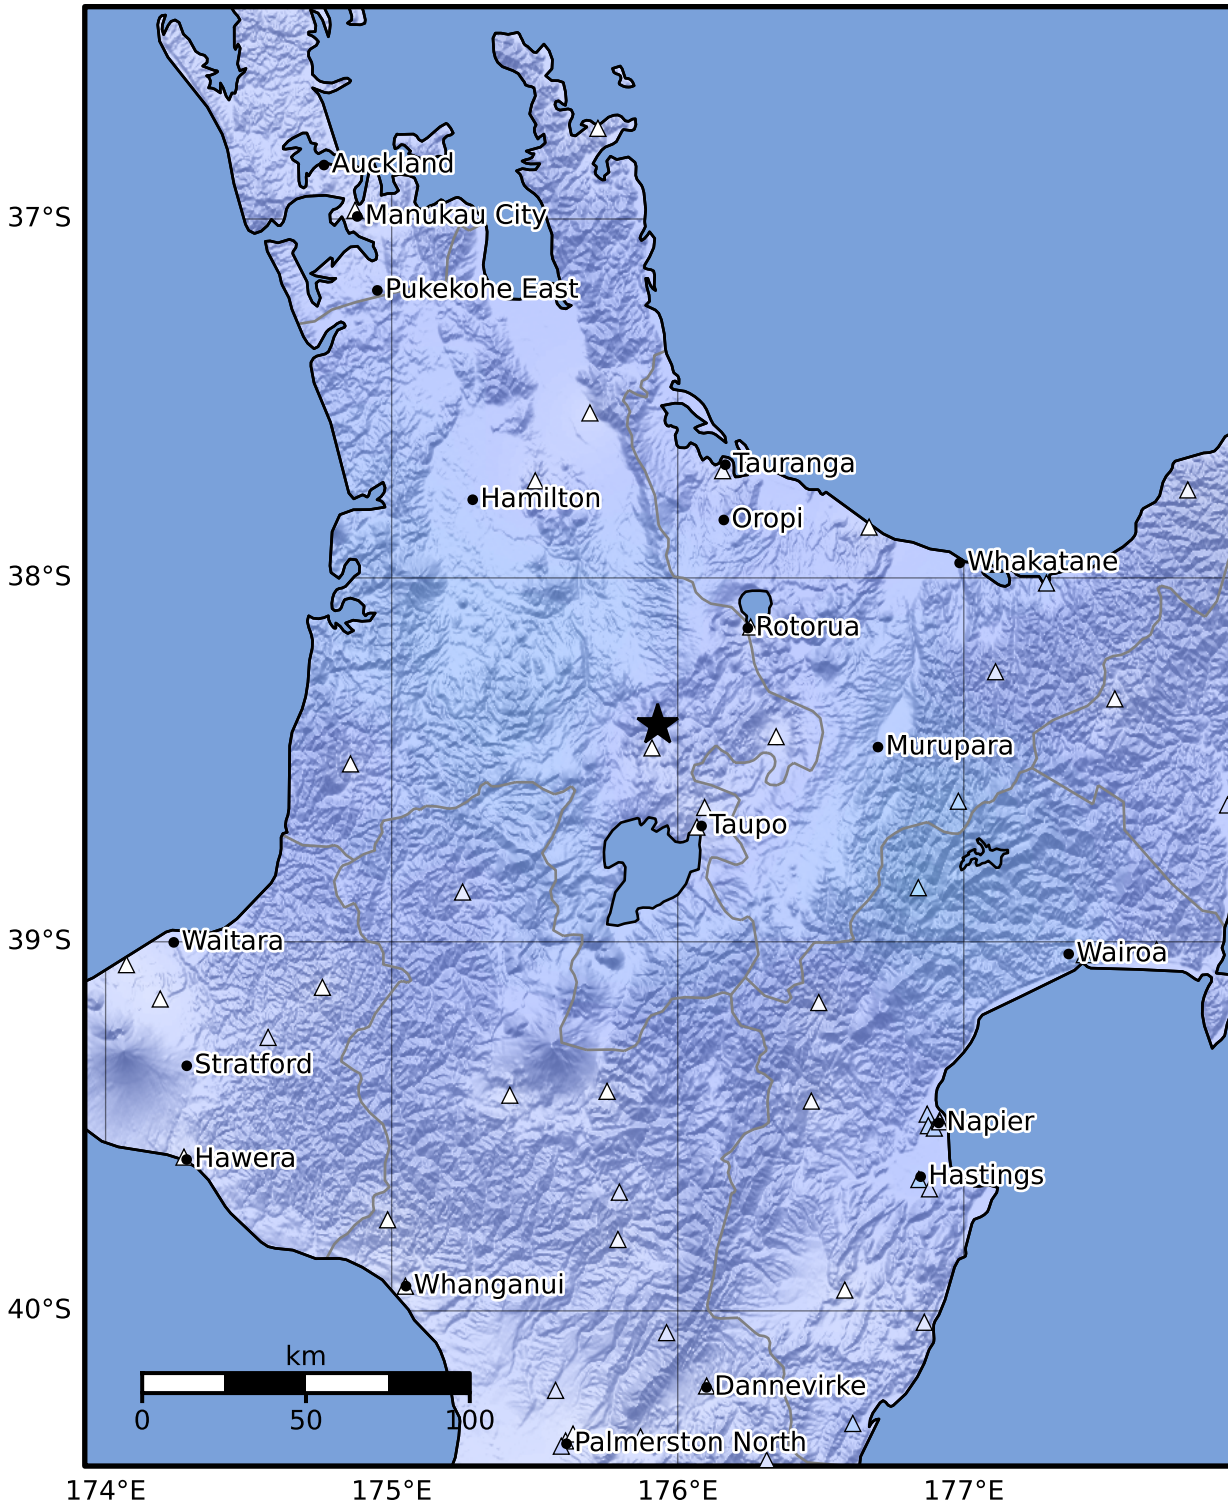 Auckland
37°S
Manukau City
Pukekohe East
Tauranga
Hamilton
Oropi
Whakatane
38°S
Rotorua
Murupara
Taupo
39°S
Waitara
Wairoa
Stratford
Napier
Hawera
Hastings
Whanganui
40°S
km
0 50 100
Dannevirke
Palmerston North
174°E 175°E 176°E 177°E